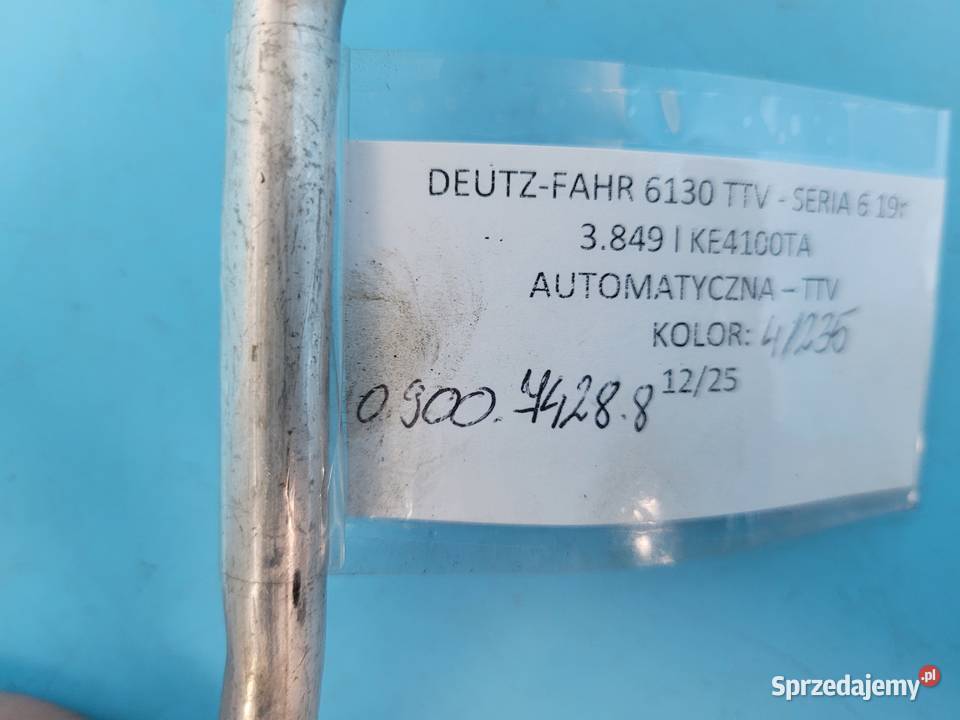 DEUTZ-FAHR 6130 TTV - SERIA 6 19r
3.849 l KE4100TA
AUTOMATYCZNA – TTV
KOLOR: 41235
12/25
0.900.7428.8
Sprzedajemy.pl